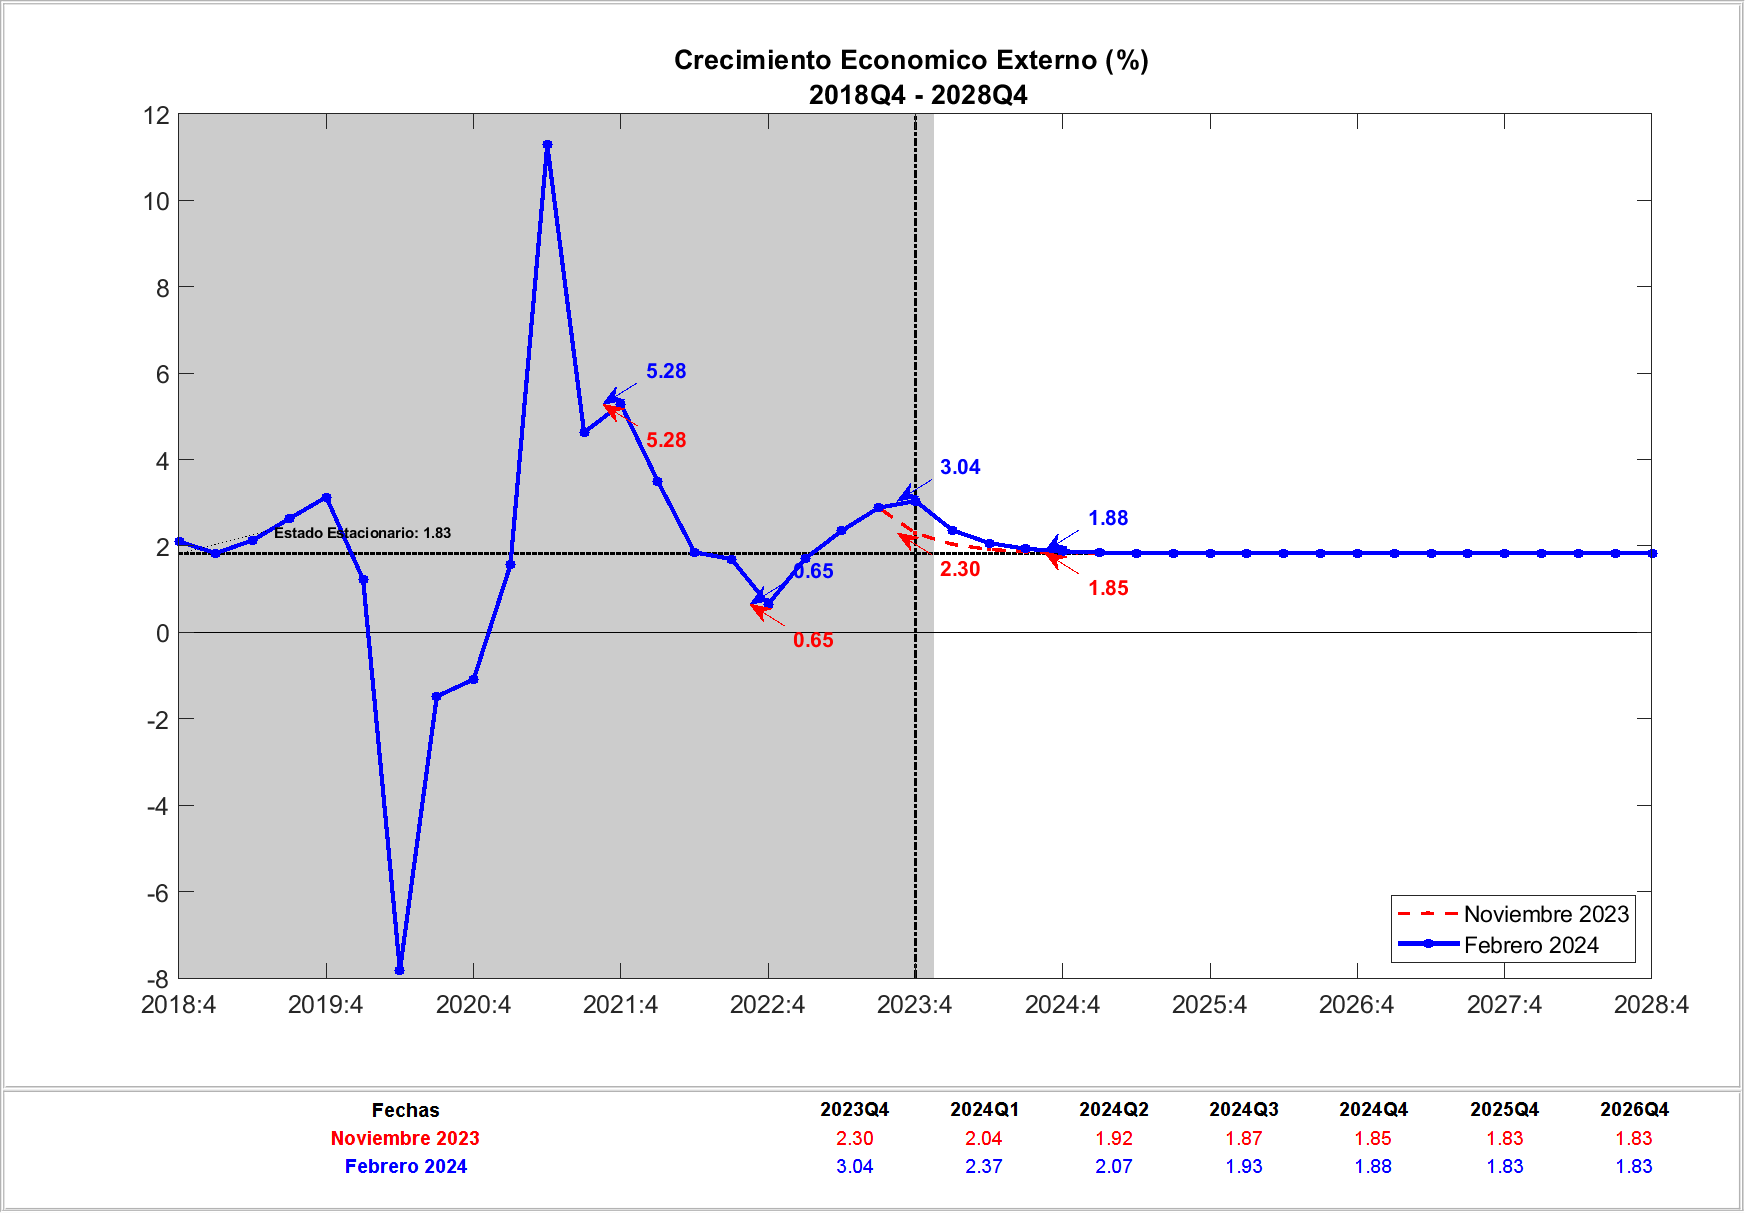 Crecimiento Economico Externo (%)
2018Q4 - 2028Q4
12
10
8
6
4
2
0
-2
-4
-6
-8
5.28
5.28
3.04
1.88
Estado Estacionario: 1.83
0.65
2.30
1.85
0.65
Noviembre 2023
Febrero 2024
2018:4 2019:4 2020:4 2021:4 2022:4 2023:4 2024:4 2025:4 2026:4 2027:4 2028:4
Fechas 2023Q4 2024Q1 2024Q2 2024Q3 2024Q4 2025Q4 2026Q4
Noviembre 2023 2.30 2.04 1.92 1.87 1.85 1.83 1.83
Febrero 2024 3.04 2.37 2.07 1.93 1.88 1.83 1.83